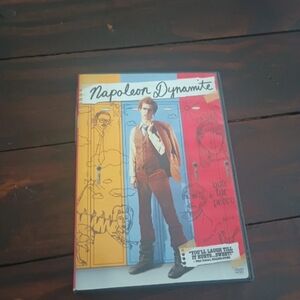 Napoleon Dynamite
vote
for
pedro
"YOU'LL LAUGH TILL
IT HURTS...SWEET!"